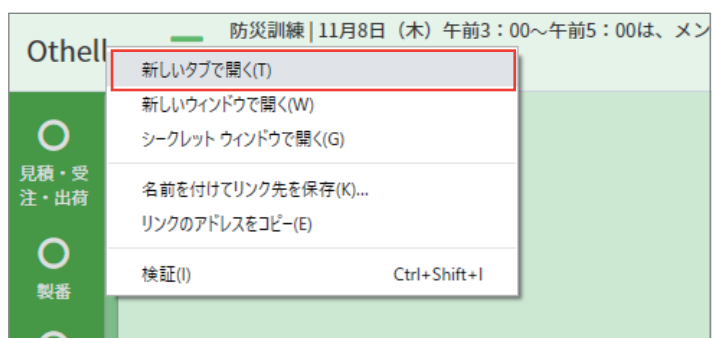 防災訓練 | 11月8日（木）午前3：00～午前5：00は、メン
Othell
新しいタブで開く(T)
新しいウィンドウで開く(W)
シークレット ウィンドウで開く(G)
名前を付けてリンク先を保存(K)...
リンクのアドレスをコピー(E)
検証(I) Ctrl+Shift+I
見積・受
注・出荷
製番